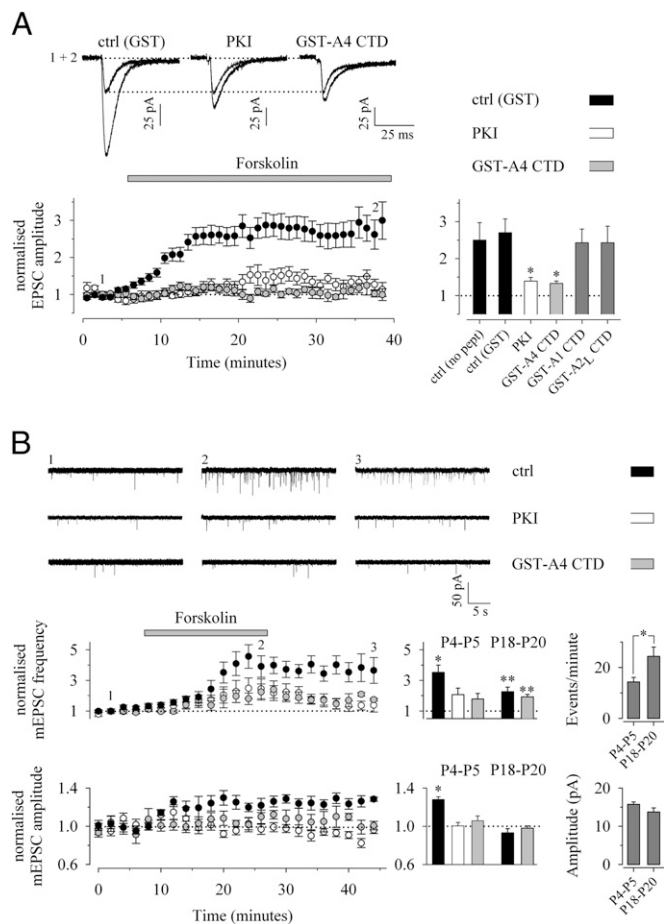 A
ctrl (GST) PKI GST-A4 CTD
1 + 2
25 pA
25 pA
25 pA
25 ms
ctrl (GST)
PKI
GST-A4 CTD
Forskolin
normalised
EPSC amplitude
3
2
1
1
2
0 10 20 30 40
Time (minutes)
3
2
1
* *
ctrl (no pept)
ctrl (GST)
PKI
GST-A4 CTD
GST-A1 CTD
GST-A2L CTD
B
1 2 3
ctrl
PKI
GST-A4 CTD
50 pA
5 s
Forskolin
normalised
mEPSC frequency
5
4
2
1
1 2 3
P4-P5 P18-P20
5
4
2
1
* ** **
Events/minute
20
0
*
P4-P5
P18-P20
normalised
mEPSC amplitude
1.4
1.0
0.6
0 10 20 30 40
Time (minutes)
P4-P5 P18-P20
1.4
1.0
0.6
*
Amplitude (pA)
20
10
0
P4-P5
P18-P20